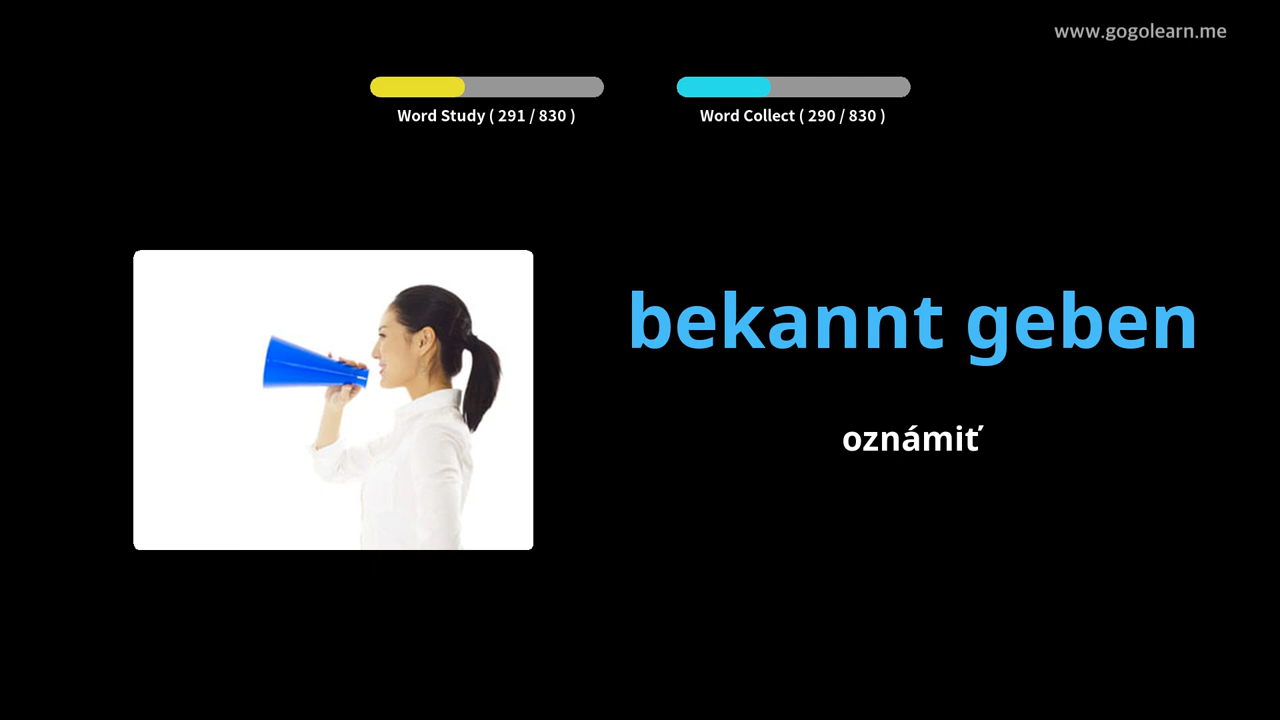 www.gogolearn.me
Word Study ( 291 / 830 )
Word Collect ( 290 / 830 )
bekannt geben
oznámiť